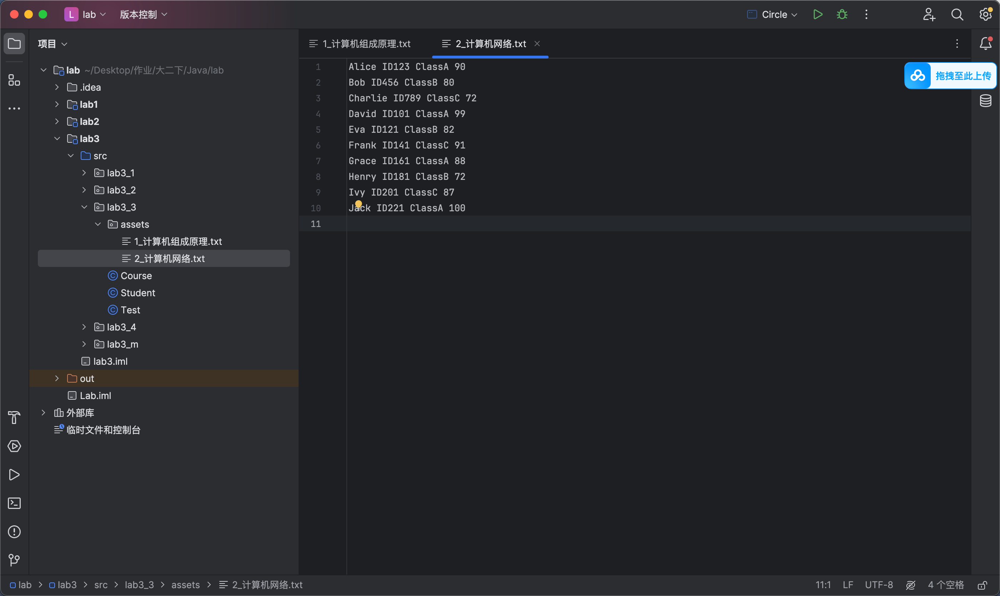 L lab 版本控制 Circle
项目
lab ~/Desktop/作业/大二下/Java/lab
.idea
lab1
lab2
lab3
src
lab3_1
lab3_2
lab3_3
assets
1_计算机组成原理.txt
2_计算机网络.txt
Course
Student
Test
lab3_4
lab3_m
lab3.iml
out
Lab.iml
外部库
临时文件和控制台
1_计算机组成原理.txt 2_计算机网络.txt
1 Alice ID123 ClassA 90
2 Bob ID456 ClassB 80
3 Charlie ID789 ClassC 72
4 David ID101 ClassA 99
5 Eva ID121 ClassB 82
6 Frank ID141 ClassC 91
7 Grace ID161 ClassA 88
8 Henry ID181 ClassB 72
9 Ivy ID201 ClassC 87
10 Jack ID221 ClassA 100
11
拖拽至此上传
lab > lab3 > src > lab3_3 > assets > 2_计算机网络.txt
11:1 LF UTF-8 4 个空格